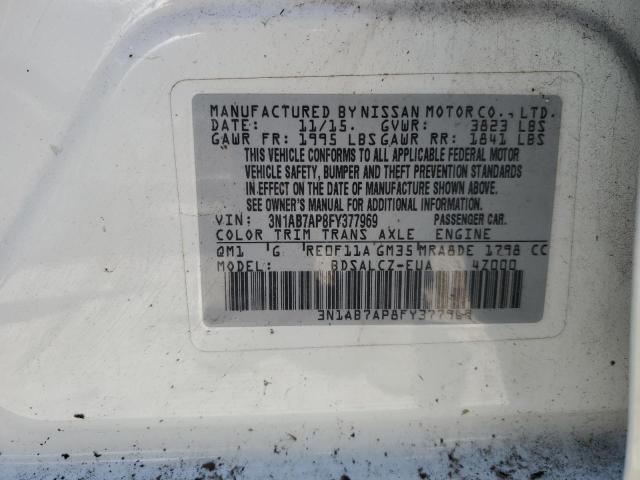 MANUFACTURED BY NISSAN MOTOR CO., LTD.
DATE: 11/15. GVWR: 3823 LBS
GAWR FR: 1995 LBS GAWR RR: 1841 LBS
THIS VEHICLE CONFORMS TO ALL APPLICABLE FEDERAL MOTOR
VEHICLE SAFETY, BUMPER AND THEFT PREVENTION STANDARDS
IN EFFECT ON THE DATE OF MANUFACTURE SHOWN ABOVE.
SEE OWNER'S MANUAL FOR ADDITIONAL INFORMATION.
VIN: 3N1AB7AP8FY377969 PASSENGER CAR.
COLOR TRIM TRANS AXLE ENGINE
QM1 G RE0F11A GM35 MRA8DE 1798 CC
MODEL: BDSALCZ-EUA 4Z000
3N1AB7AP8FY377969